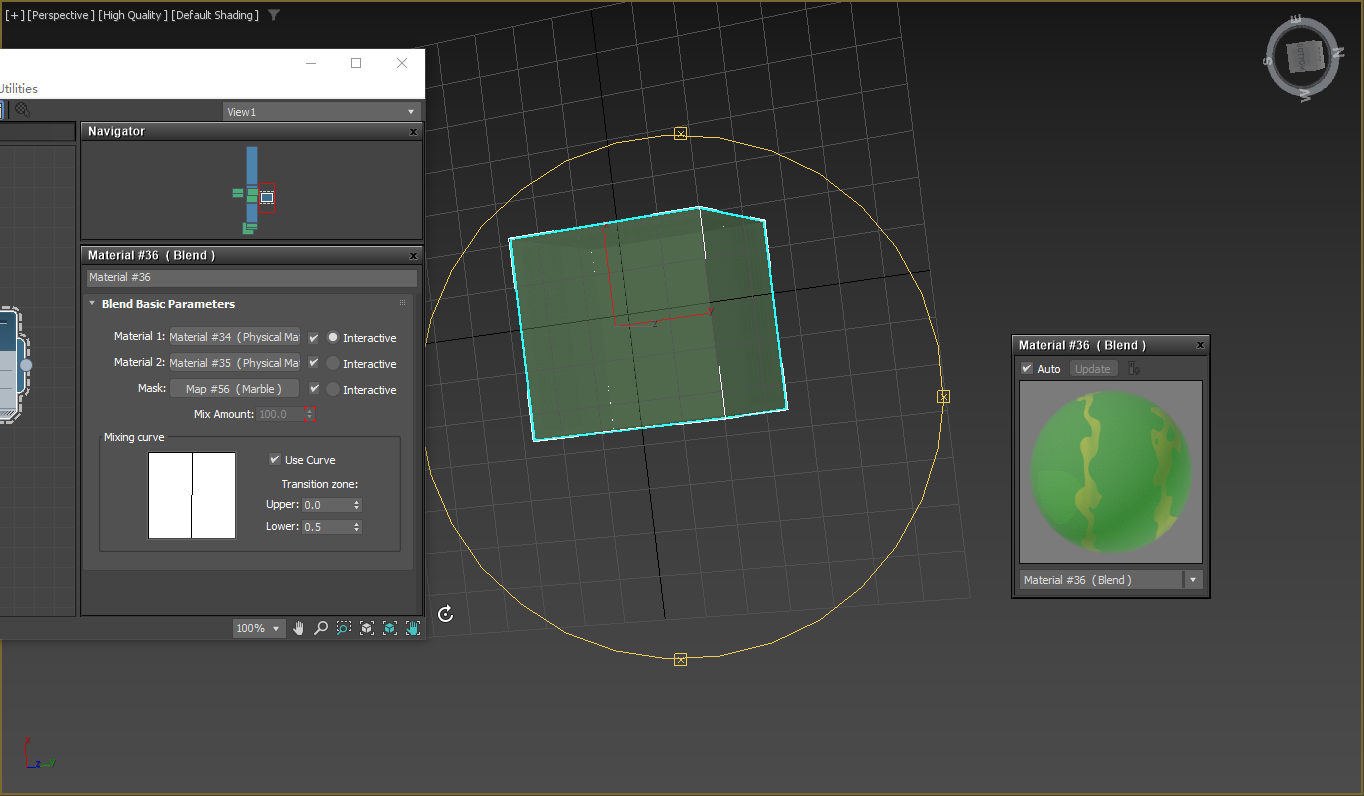 [+] [Perspective] [High Quality] [Default Shading]
Utilities
View1
Navigator
Material #36 ( Blend )
Material #36
Blend Basic Parameters
Material 1: Material #34 ( Physical Ma Interactive
Material 2: Material #35 ( Physical Ma Interactive
Mask: Map #56 ( Marble ) Interactive
Mix Amount: 100.0
Mixing curve
Use Curve
Transition zone:
Upper: 0.0
Lower: 0.5
100%
E
N
S
W
BOTTOM
y
z
Material #36 ( Blend )
Auto
Update
Material #36 ( Blend )
x
z
y